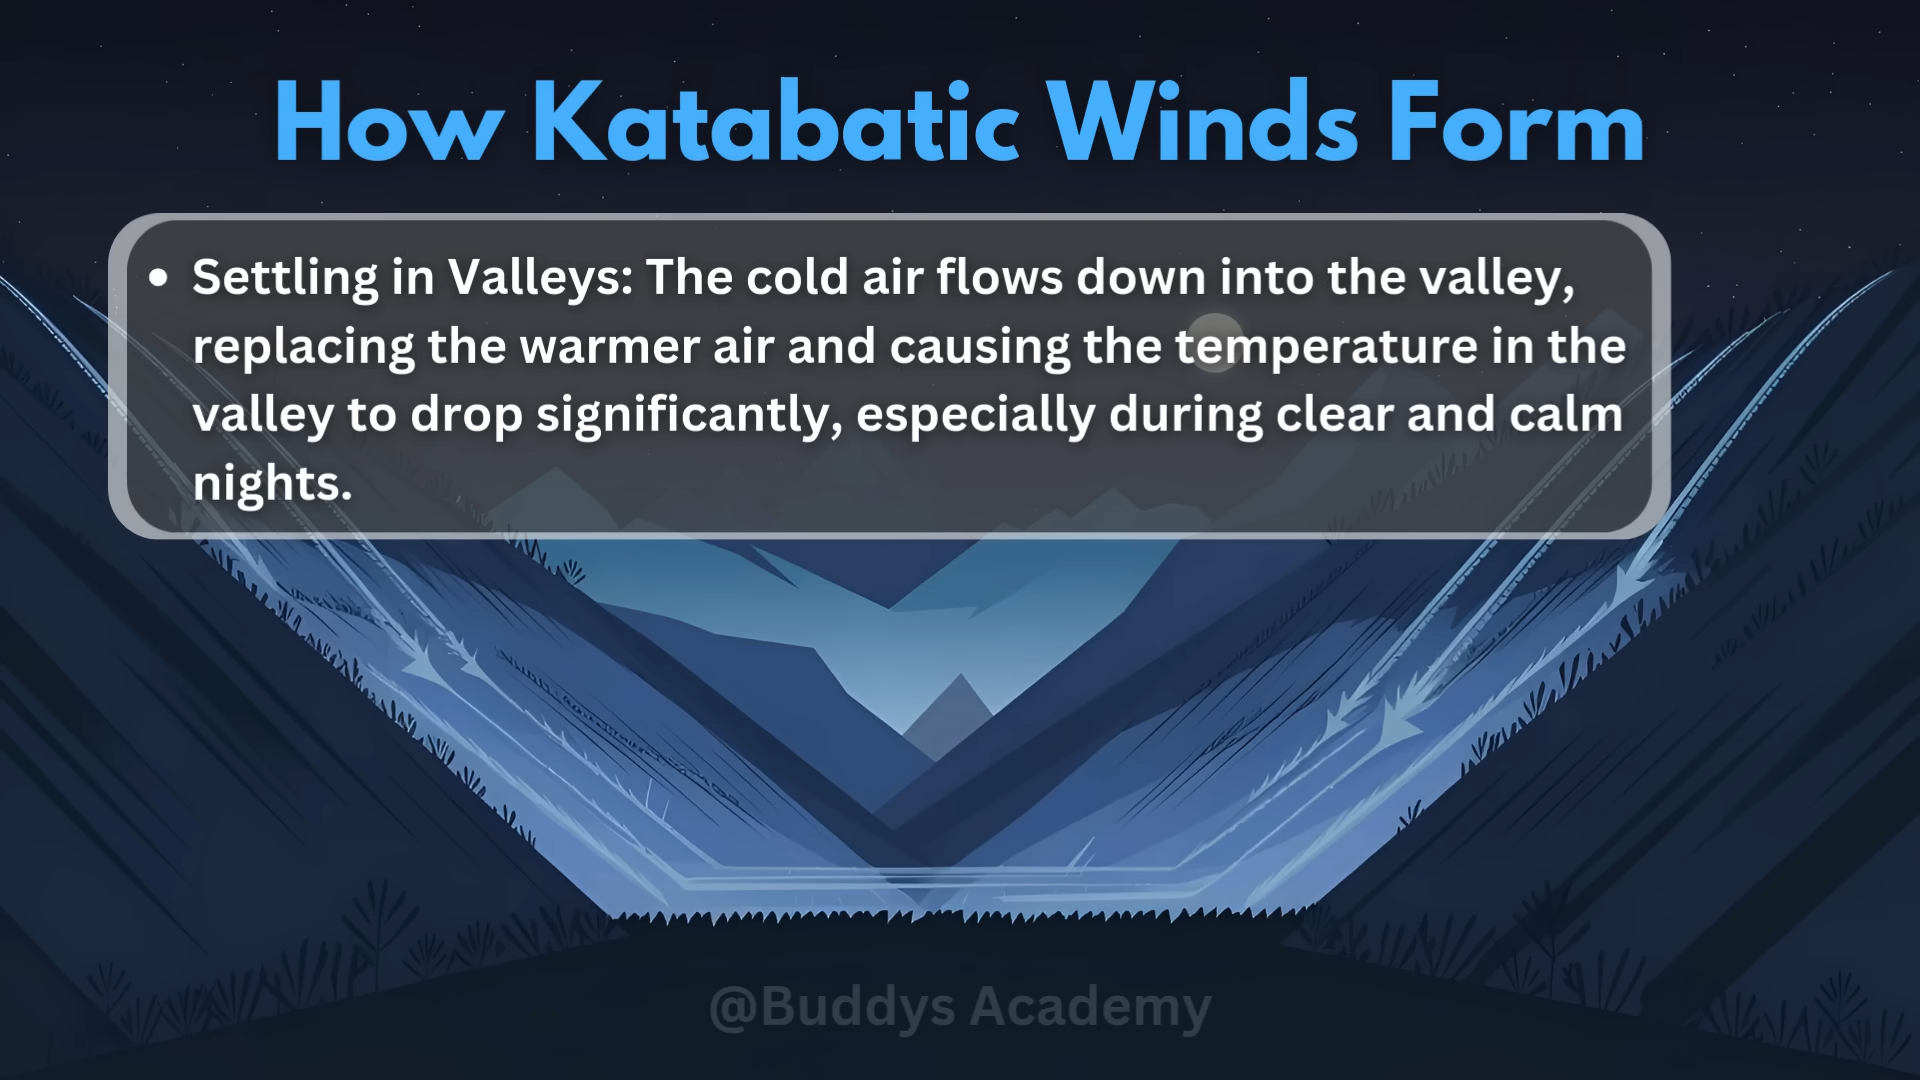 How Katabatic Winds Form
• Settling in Valleys: The cold air flows down into the valley,
replacing the warmer air and causing the temperature in the
valley to drop significantly, especially during clear and calm
nights.
@Buddys Academy